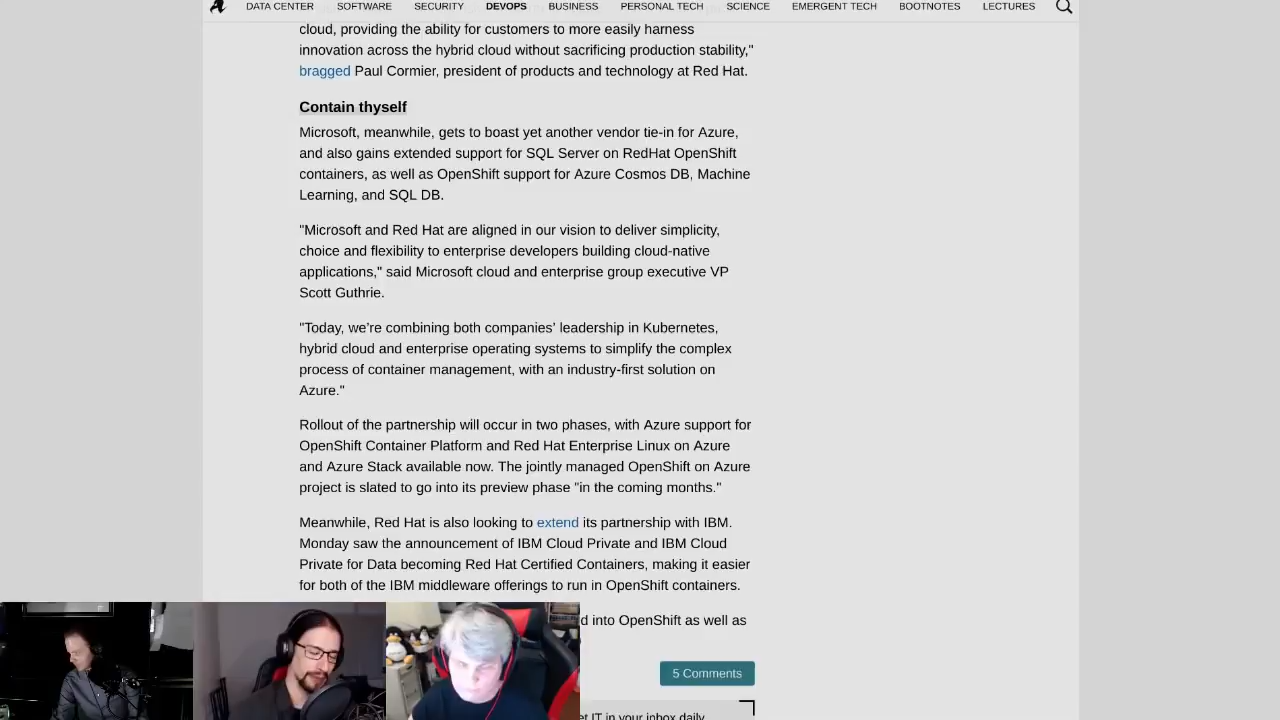 DATA CENTER SOFTWARE SECURITY DEVOPS BUSINESS PERSONAL TECH SCIENCE EMERGENT TECH BOOTNOTES LECTURES
cloud, providing the ability for customers to more easily harness
innovation across the hybrid cloud without sacrificing production stability,"
bragged Paul Cormier, president of products and technology at Red Hat.
Contain thyself
Microsoft, meanwhile, gets to boast yet another vendor tie-in for Azure,
and also gains extended support for SQL Server on RedHat OpenShift
containers, as well as OpenShift support for Azure Cosmos DB, Machine
Learning, and SQL DB.
"Microsoft and Red Hat are aligned in our vision to deliver simplicity,
choice and flexibility to enterprise developers building cloud-native
applications," said Microsoft cloud and enterprise group executive VP
Scott Guthrie.
"Today, we’re combining both companies’ leadership in Kubernetes,
hybrid cloud and enterprise operating systems to simplify the complex
process of container management, with an industry-first solution on
Azure."
Rollout of the partnership will occur in two phases, with Azure support for
OpenShift Container Platform and Red Hat Enterprise Linux on Azure
and Azure Stack available now. The jointly managed OpenShift on Azure
project is slated to go into its preview phase "in the coming months."
Meanwhile, Red Hat is also looking to extend its partnership with IBM.
Monday saw the announcement of IBM Cloud Private and IBM Cloud
Private for Data becoming Red Hat Certified Containers, making it easier
for both of the IBM middleware offerings to run in OpenShift containers.
into OpenShift as well as
5 Comments
IT in your inbox daily